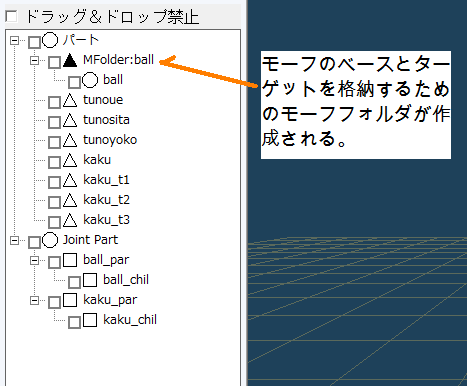 ドラッグ＆ドロップ禁止
パート
MFolder:ball
ball
tunoue
tunosita
tunoyoko
kaku
kaku_t1
kaku_t2
kaku_t3
Joint Part
ball_par
ball_chil
kaku_par
kaku_chil
モーフのベースとター
ゲットを格納するため
のモーフフォルダが作
成される。